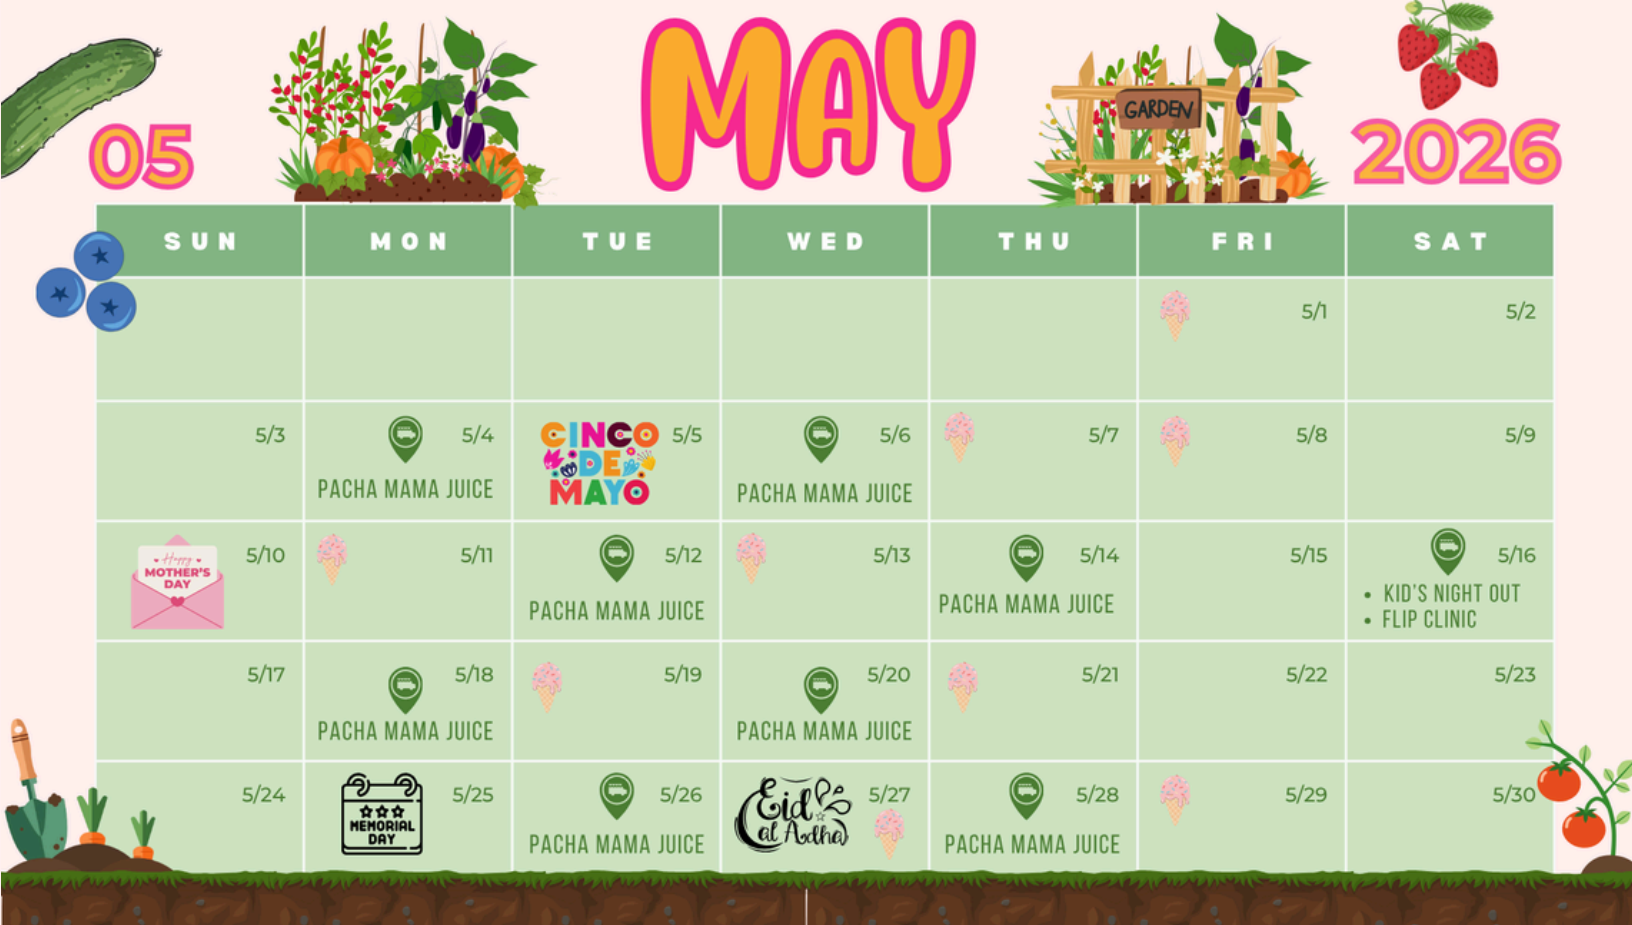 05
MAY
GARDEN
2026
SUN MON TUE WED THU FRI SAT
5/1
5/2
5/3
5/4
PACHA MAMA JUICE
CINCO
DE
MAYO
5/5
5/6
PACHA MAMA JUICE
5/7
5/8
5/9
Happy
MOTHER'S
DAY
5/10
5/11
5/12
PACHA MAMA JUICE
5/13
5/14
PACHA MAMA JUICE
5/15
5/16
• KID'S NIGHT OUT
• FLIP CLINIC
5/17
5/18
PACHA MAMA JUICE
5/19
5/20
PACHA MAMA JUICE
5/21
5/22
5/23
5/24
MEMORIAL
DAY
5/25
5/26
PACHA MAMA JUICE
Eid
al Adha
5/27
5/28
PACHA MAMA JUICE
5/29
5/30